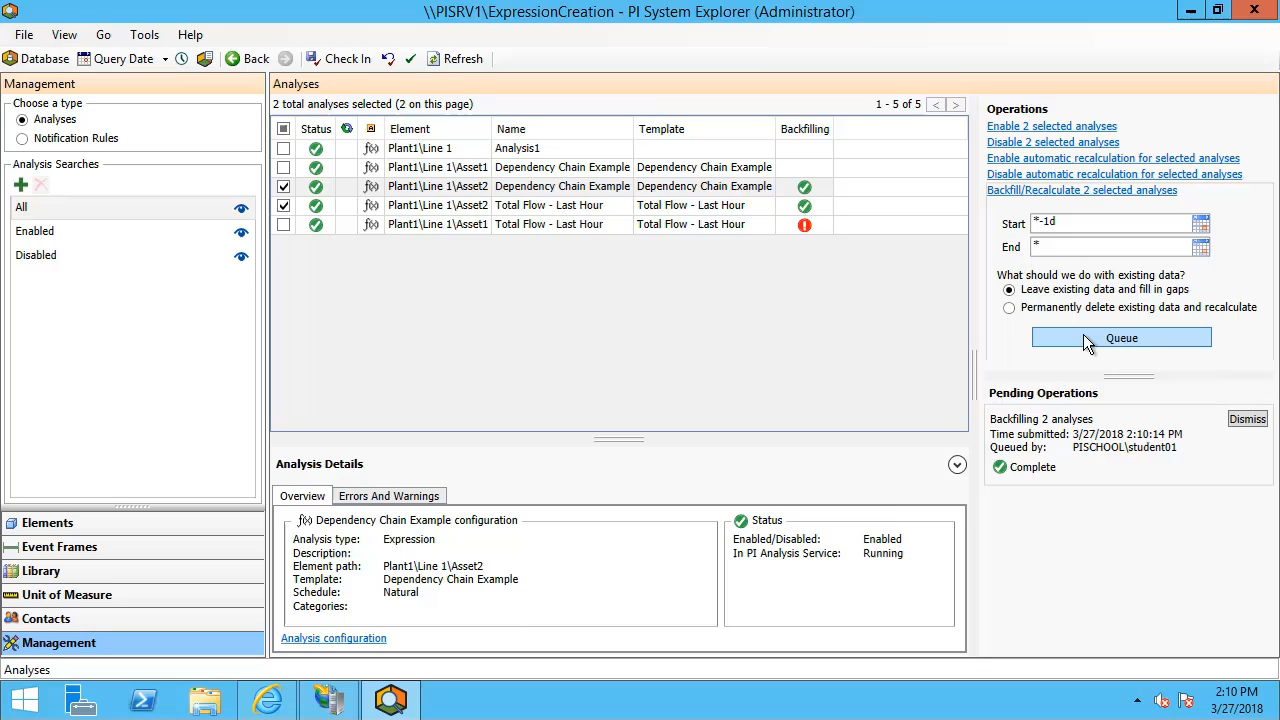 \\PISRV1\ExpressionCreation - PI System Explorer (Administrator)
File View Go Tools Help
Database Query Date Back Check In Refresh
Management
Choose a type
Analyses
Notification Rules
Analysis Searches
All
Enabled
Disabled
Elements
Event Frames
Library
Unit of Measure
Contacts
Management
Analyses
2 total analyses selected (2 on this page) 1 - 5 of 5 < >
Status Element Name Template Backfilling
f(x) Plant1\Line 1 Analysis1
f(x) Plant1\Line 1\Asset1 Dependency Chain Example Dependency Chain Example
f(x) Plant1\Line 1\Asset2 Dependency Chain Example Dependency Chain Example
f(x) Plant1\Line 1\Asset2 Total Flow - Last Hour Total Flow - Last Hour
f(x) Plant1\Line 1\Asset1 Total Flow - Last Hour Total Flow - Last Hour
Analysis Details
Overview Errors And Warnings
f(x) Dependency Chain Example configuration
Analysis type: Expression
Description:
Element path: Plant1\Line 1\Asset2
Template: Dependency Chain Example
Schedule: Natural
Categories:
Status
Enabled/Disabled: Enabled
In PI Analysis Service: Running
Analysis configuration
Operations
Enable 2 selected analyses
Disable 2 selected analyses
Enable automatic recalculation for selected analyses
Disable automatic recalculation for selected analyses
Backfill/Recalculate 2 selected analyses
Start *-1d
End *
What should we do with existing data?
Leave existing data and fill in gaps
Permanently delete existing data and recalculate
Queue
Pending Operations
Backfilling 2 analyses Dismiss
Time submitted: 3/27/2018 2:10:14 PM
Queued by: PISCHOOL\student01
Complete
Analyses
2:10 PM
3/27/2018